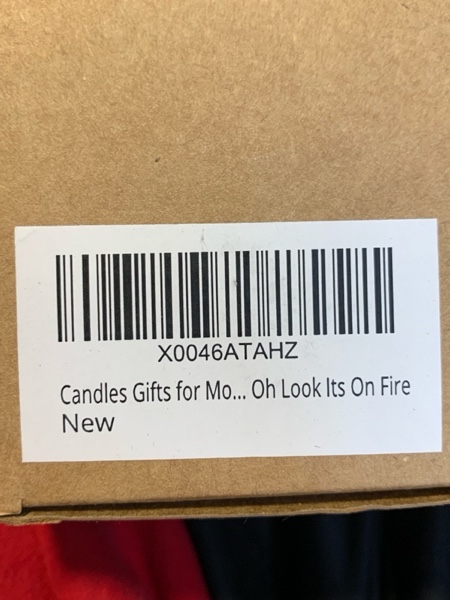 X0046ATAHZ
Candles Gifts for Mo... Oh Look Its On Fire
New